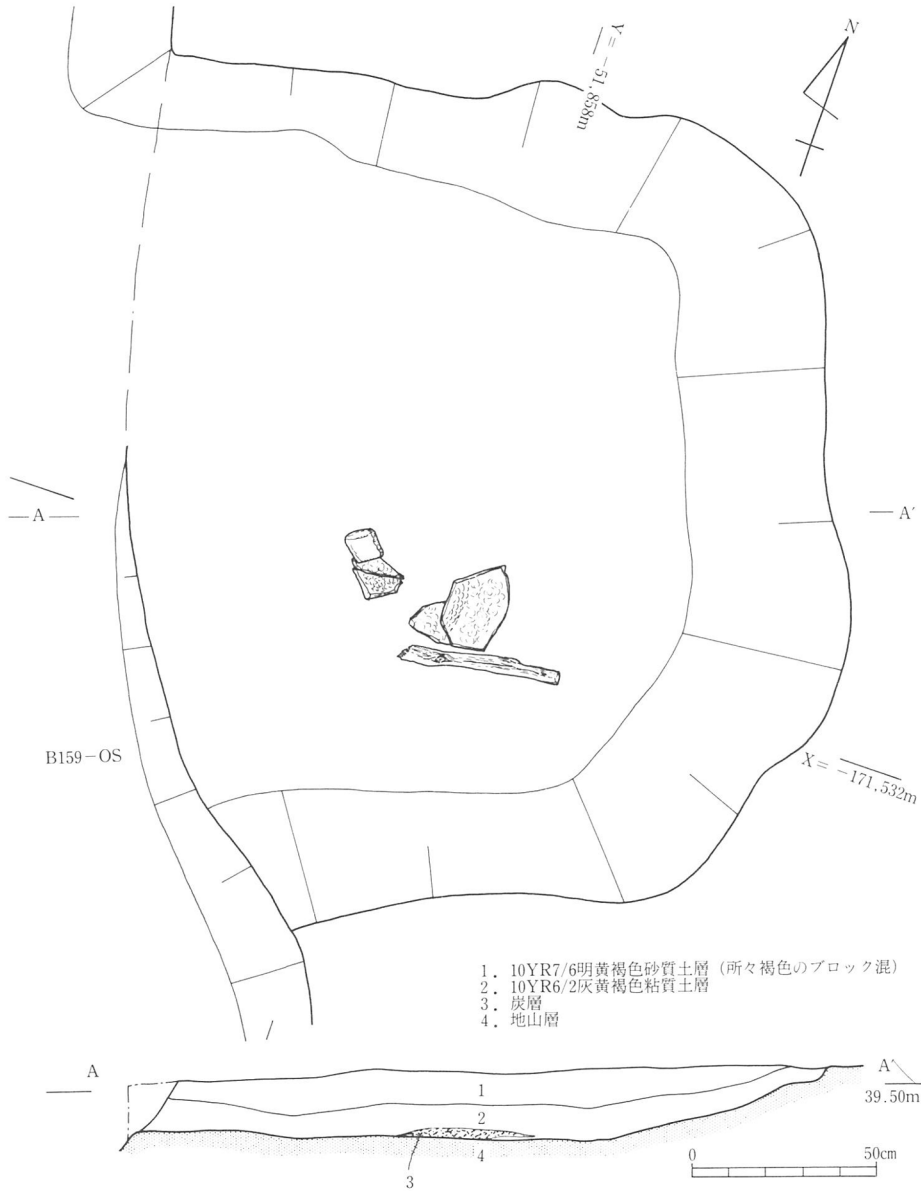 N
Y=-51.858m
A
A′
B159-OS
X=-171.532m
1. 10YR7/6明黄褐色砂質土層（所々褐色のブロック混）
2. 10YR6/2灰黄褐色粘質土層
3. 炭層
4. 地山層
A
A′
39.50m
1
2
4
3
0
50cm